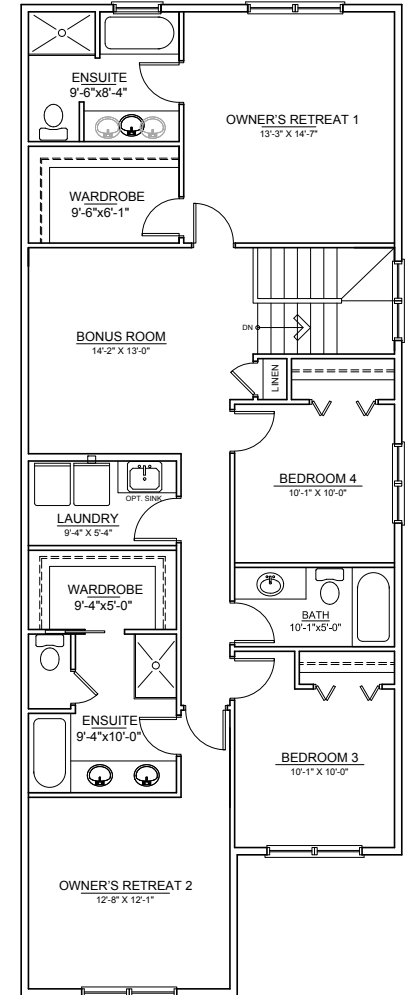 ENSUITE
9'-6"x8'-4"
OWNER'S RETREAT 1
13'-3" X 14'-7"
WARDROBE
9'-6"x6'-1"
BONUS ROOM
14'-2" X 13'-0"
DN
LINEN
BEDROOM 4
10'-1" X 10'-0"
OPT. SINK
LAUNDRY
9'-4" X 5'-4"
WARDROBE
9'-4"x5'-0"
BATH
10'-1"x5'-0"
ENSUITE
9'-4"x10'-0"
BEDROOM 3
10'-1" X 10'-0"
OWNER'S RETREAT 2
12'-8" X 12'-1"